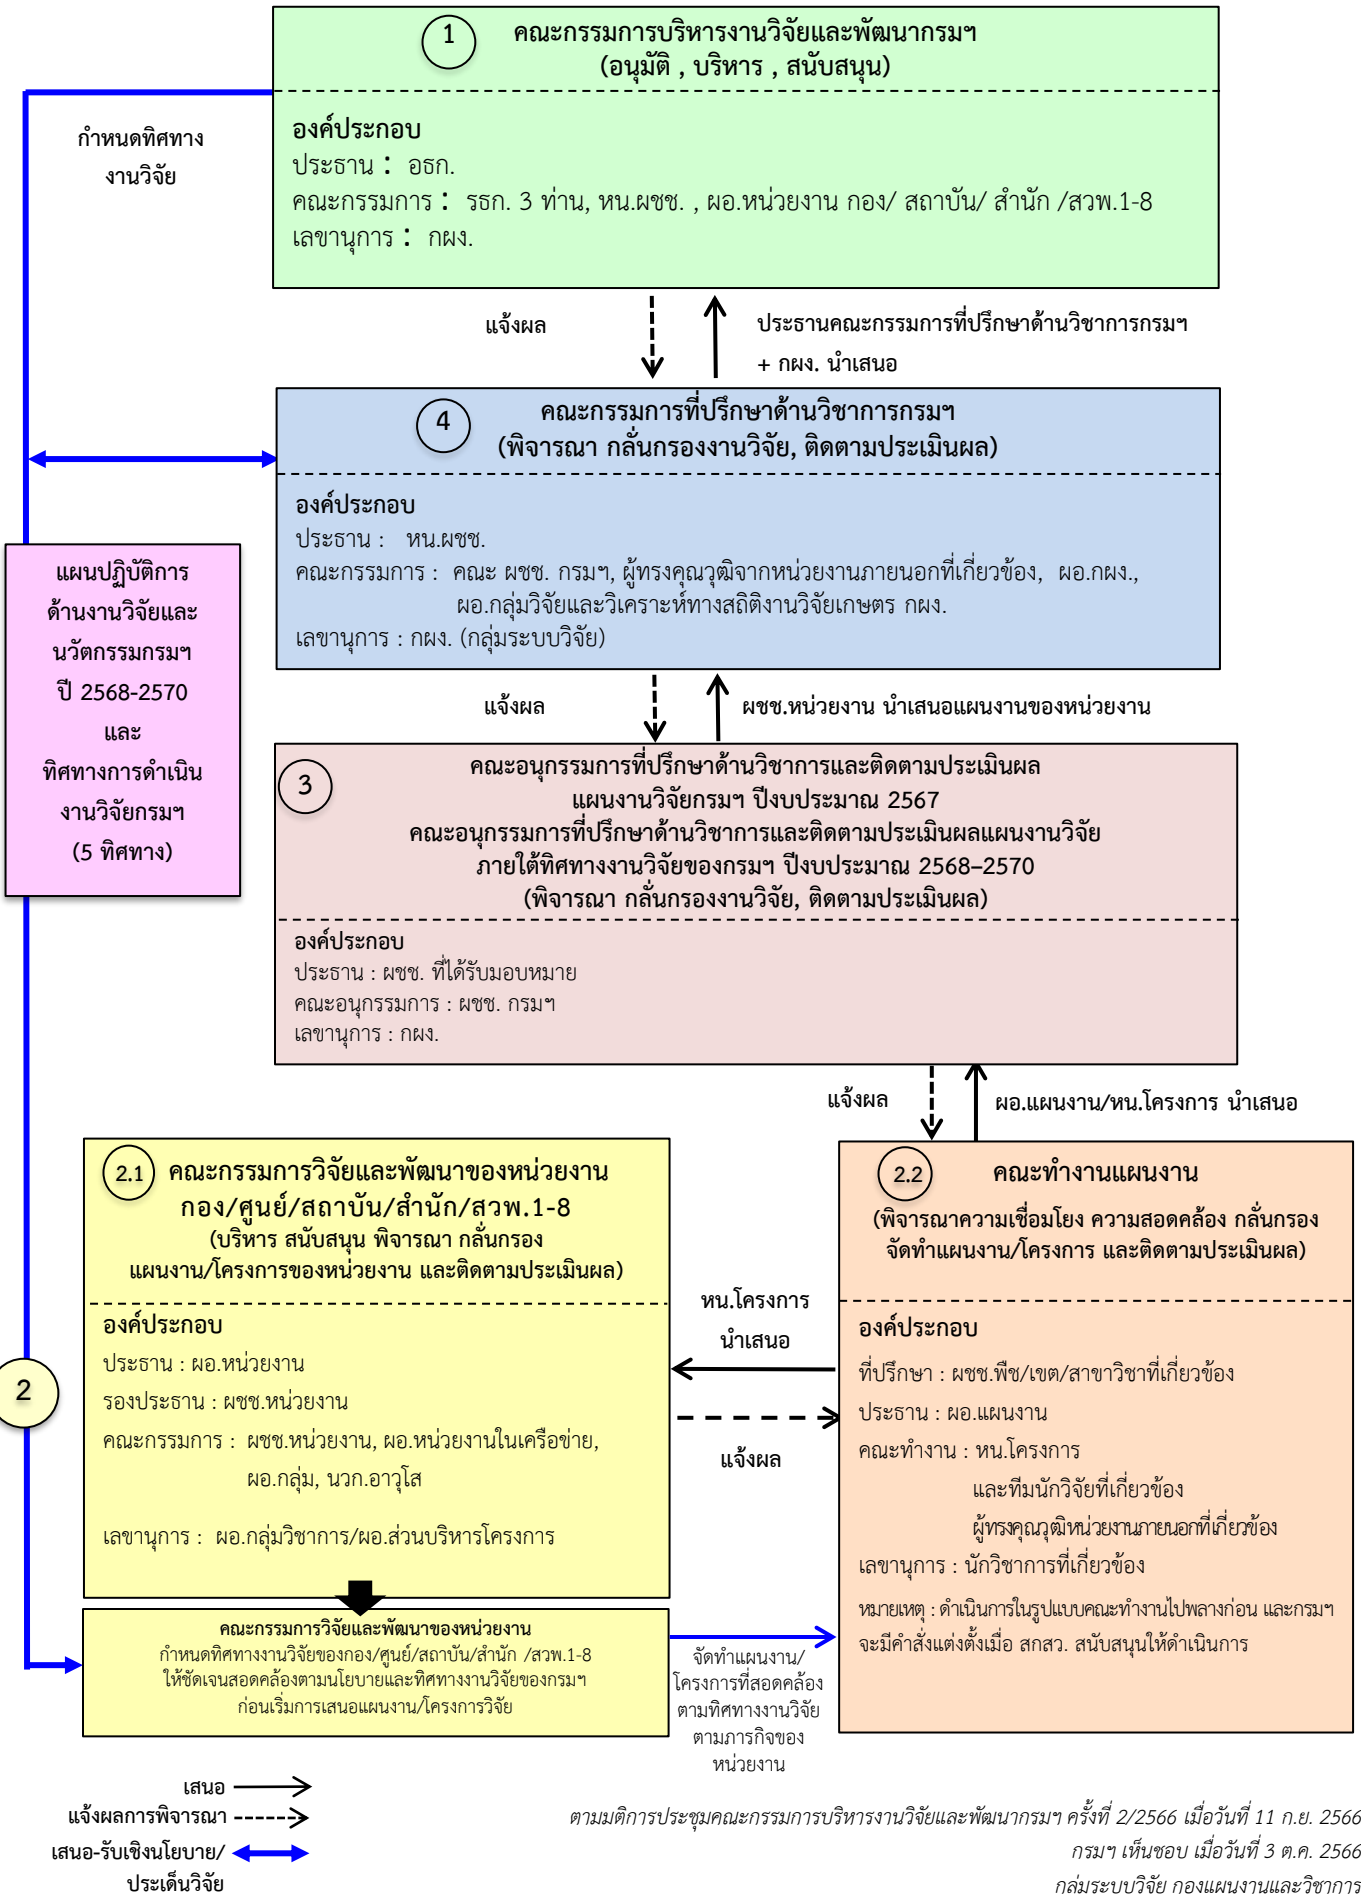 1
คณะกรรมการบริหารงานวิจัยและพัฒนากรมฯ
(อนุมัติ , บริหาร , สนับสนุน)
องค์ประกอบ
ประธาน : อธก.
คณะกรรมการ : รธก. 3 ท่าน, หน.ผชช. , ผอ.หน่วยงาน กอง/ สถาบัน/ สำนัก /สวพ.1-8
เลขานุการ : กผง.
กำหนดทิศทาง
งานวิจัย
แจ้งผล
ประธานคณะกรรมการที่ปรึกษาด้านวิชาการกรมฯ
+ กผง. นำเสนอ
4
คณะกรรมการที่ปรึกษาด้านวิชาการกรมฯ
(พิจารณา กลั่นกรองงานวิจัย, ติดตามประเมินผล)
องค์ประกอบ
ประธาน : หน.ผชช.
คณะกรรมการ : คณะ ผชช. กรมฯ, ผู้ทรงคุณวุฒิจากหน่วยงานภายนอกที่เกี่ยวข้อง, ผอ.กผง.,
ผอ.กลุ่มวิจัยและวิเคราะห์ทางสถิติงานวิจัยเกษตร กผง.
เลขานุการ : กผง. (กลุ่มระบบวิจัย)
แผนปฏิบัติการ
ด้านงานวิจัยและ
นวัตกรรมกรมฯ
ปี 2568-2570
และ
ทิศทางการดำเนิน
งานวิจัยกรมฯ
(5 ทิศทาง)
แจ้งผล
ผชช.หน่วยงาน นำเสนอแผนงานของหน่วยงาน
3
คณะอนุกรรมการที่ปรึกษาด้านวิชาการและติดตามประเมินผล
แผนงานวิจัยกรมฯ ปีงบประมาณ 2567
คณะอนุกรรมการที่ปรึกษาด้านวิชาการและติดตามประเมินผลแผนงานวิจัย
ภายใต้ทิศทางงานวิจัยของกรมฯ ปีงบประมาณ 2568–2570
(พิจารณา กลั่นกรองงานวิจัย, ติดตามประเมินผล)
องค์ประกอบ
ประธาน : ผชช. ที่ได้รับมอบหมาย
คณะอนุกรรมการ : ผชช. กรมฯ
เลขานุการ : กผง.
แจ้งผล
ผอ.แผนงาน/หน.โครงการ นำเสนอ
2
2.1
คณะกรรมการวิจัยและพัฒนาของหน่วยงาน
กอง/ศูนย์/สถาบัน/สำนัก/สวพ.1-8
(บริหาร สนับสนุน พิจารณา กลั่นกรอง
แผนงาน/โครงการของหน่วยงาน และติดตามประเมินผล)
องค์ประกอบ
ประธาน : ผอ.หน่วยงาน
รองประธาน : ผชช.หน่วยงาน
คณะกรรมการ : ผชช.หน่วยงาน, ผอ.หน่วยงานในเครือข่าย,
ผอ.กลุ่ม, นวก.อาวุโส
เลขานุการ : ผอ.กลุ่มวิชาการ/ผอ.ส่วนบริหารโครงการ
คณะกรรมการวิจัยและพัฒนาของหน่วยงาน
กำหนดทิศทางงานวิจัยของกอง/ศูนย์/สถาบัน/สำนัก /สวพ.1-8
ให้ชัดเจนสอดคล้องตามนโยบายและทิศทางงานวิจัยของกรมฯ
ก่อนเริ่มการเสนอแผนงาน/โครงการวิจัย
หน.โครงการ
นำเสนอ
แจ้งผล
จัดทำแผนงาน/
โครงการที่สอดคล้อง
ตามทิศทางงานวิจัย
ตามภารกิจของ
หน่วยงาน
2.2
คณะทำงานแผนงาน
(พิจารณาความเชื่อมโยง ความสอดคล้อง กลั่นกรอง
จัดทำแผนงาน/โครงการ และติดตามประเมินผล)
องค์ประกอบ
ที่ปรึกษา : ผชช.พืช/เขต/สาขาวิชาที่เกี่ยวข้อง
ประธาน : ผอ.แผนงาน
คณะทำงาน : หน.โครงการ
และทีมนักวิจัยที่เกี่ยวข้อง
ผู้ทรงคุณวุฒิหน่วยงานภายนอกที่เกี่ยวข้อง
เลขานุการ : นักวิชาการที่เกี่ยวข้อง
หมายเหตุ : ดำเนินการในรูปแบบคณะทำงานไปพลางก่อน และกรมฯ
จะมีคำสั่งแต่งตั้งเมื่อ สกสว. สนับสนุนให้ดำเนินการ
เสนอ
แจ้งผลการพิจารณา
เสนอ-รับเชิงนโยบาย/
ประเด็นวิจัย
ตามมติการประชุมคณะกรรมการบริหารงานวิจัยและพัฒนากรมฯ ครั้งที่ 2/2566 เมื่อวันที่ 11 ก.ย. 2566
กรมฯ เห็นชอบ เมื่อวันที่ 3 ต.ค. 2566
กลุ่มระบบวิจัย กองแผนงานและวิชาการ